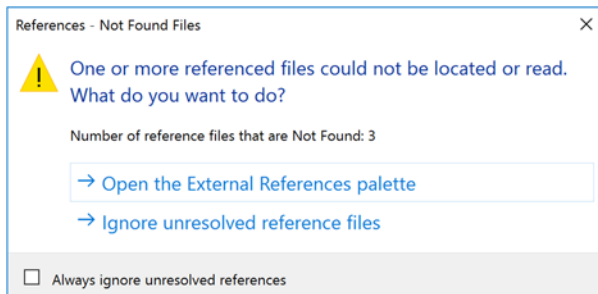 References - Not Found Files
One or more referenced files could not be located or read.
What do you want to do?
Number of reference files that are Not Found: 3
Open the External References palette
Ignore unresolved reference files
Always ignore unresolved references